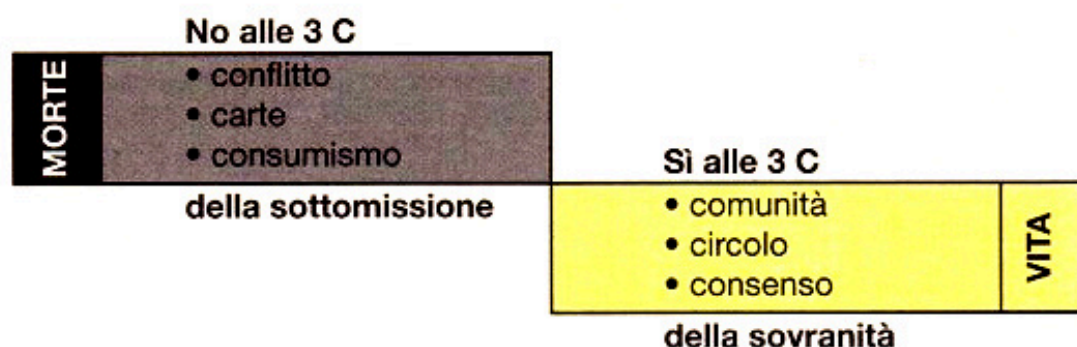 No alle 3 C
MORTE
• conflitto
• carte
• consumismo
della sottomissione
Sì alle 3 C
• comunità
• circolo
• consenso
VITA
della sovranità